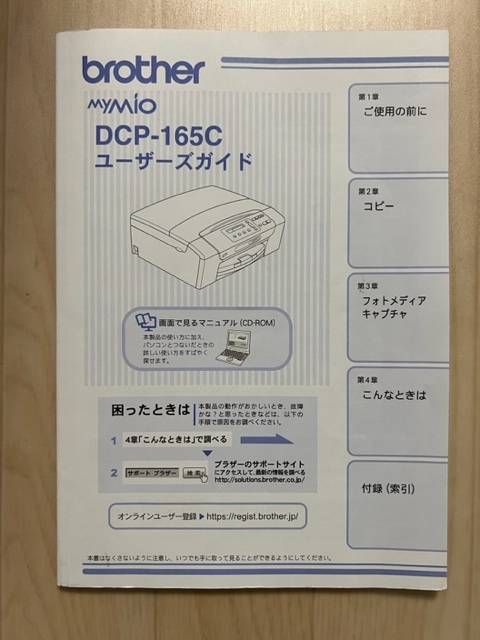 brother
MYMIO
DCP-165C
ユーザーズガイド
画面で見るマニュアル (CD-ROM)
本製品の使い方に加え、
パソコンとつないだときの
詳しい使い方をすばやく
探せます。
困ったときは
本製品の動作がおかしいとき、故障
かな？と思ったときなどは、以下の
手順で原因をお調べください。
1 4章「こんなときは」で調べる
2 サポート ブラザー 検索
ブラザーのサポートサイト
にアクセスして、最新の情報を調べる
http://solutions.brother.co.jp/
オンラインユーザー登録 ▶ https://regist.brother.jp/
第1章
ご使用の前に
第2章
コピー
第3章
フォトメディア
キャプチャ
第4章
こんなときは
付録 (索引)
本書はなくさないように注意し、いつでも手に取って見ることができるようにしてください。